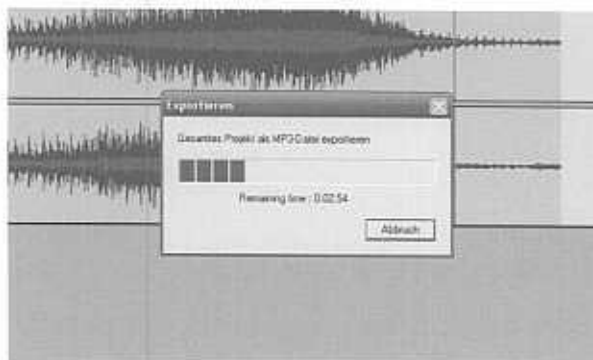 Exportieren
Gesamtes Projekt als MP3-Datei exportieren
Remaining time : 0:02:54
Abbruch